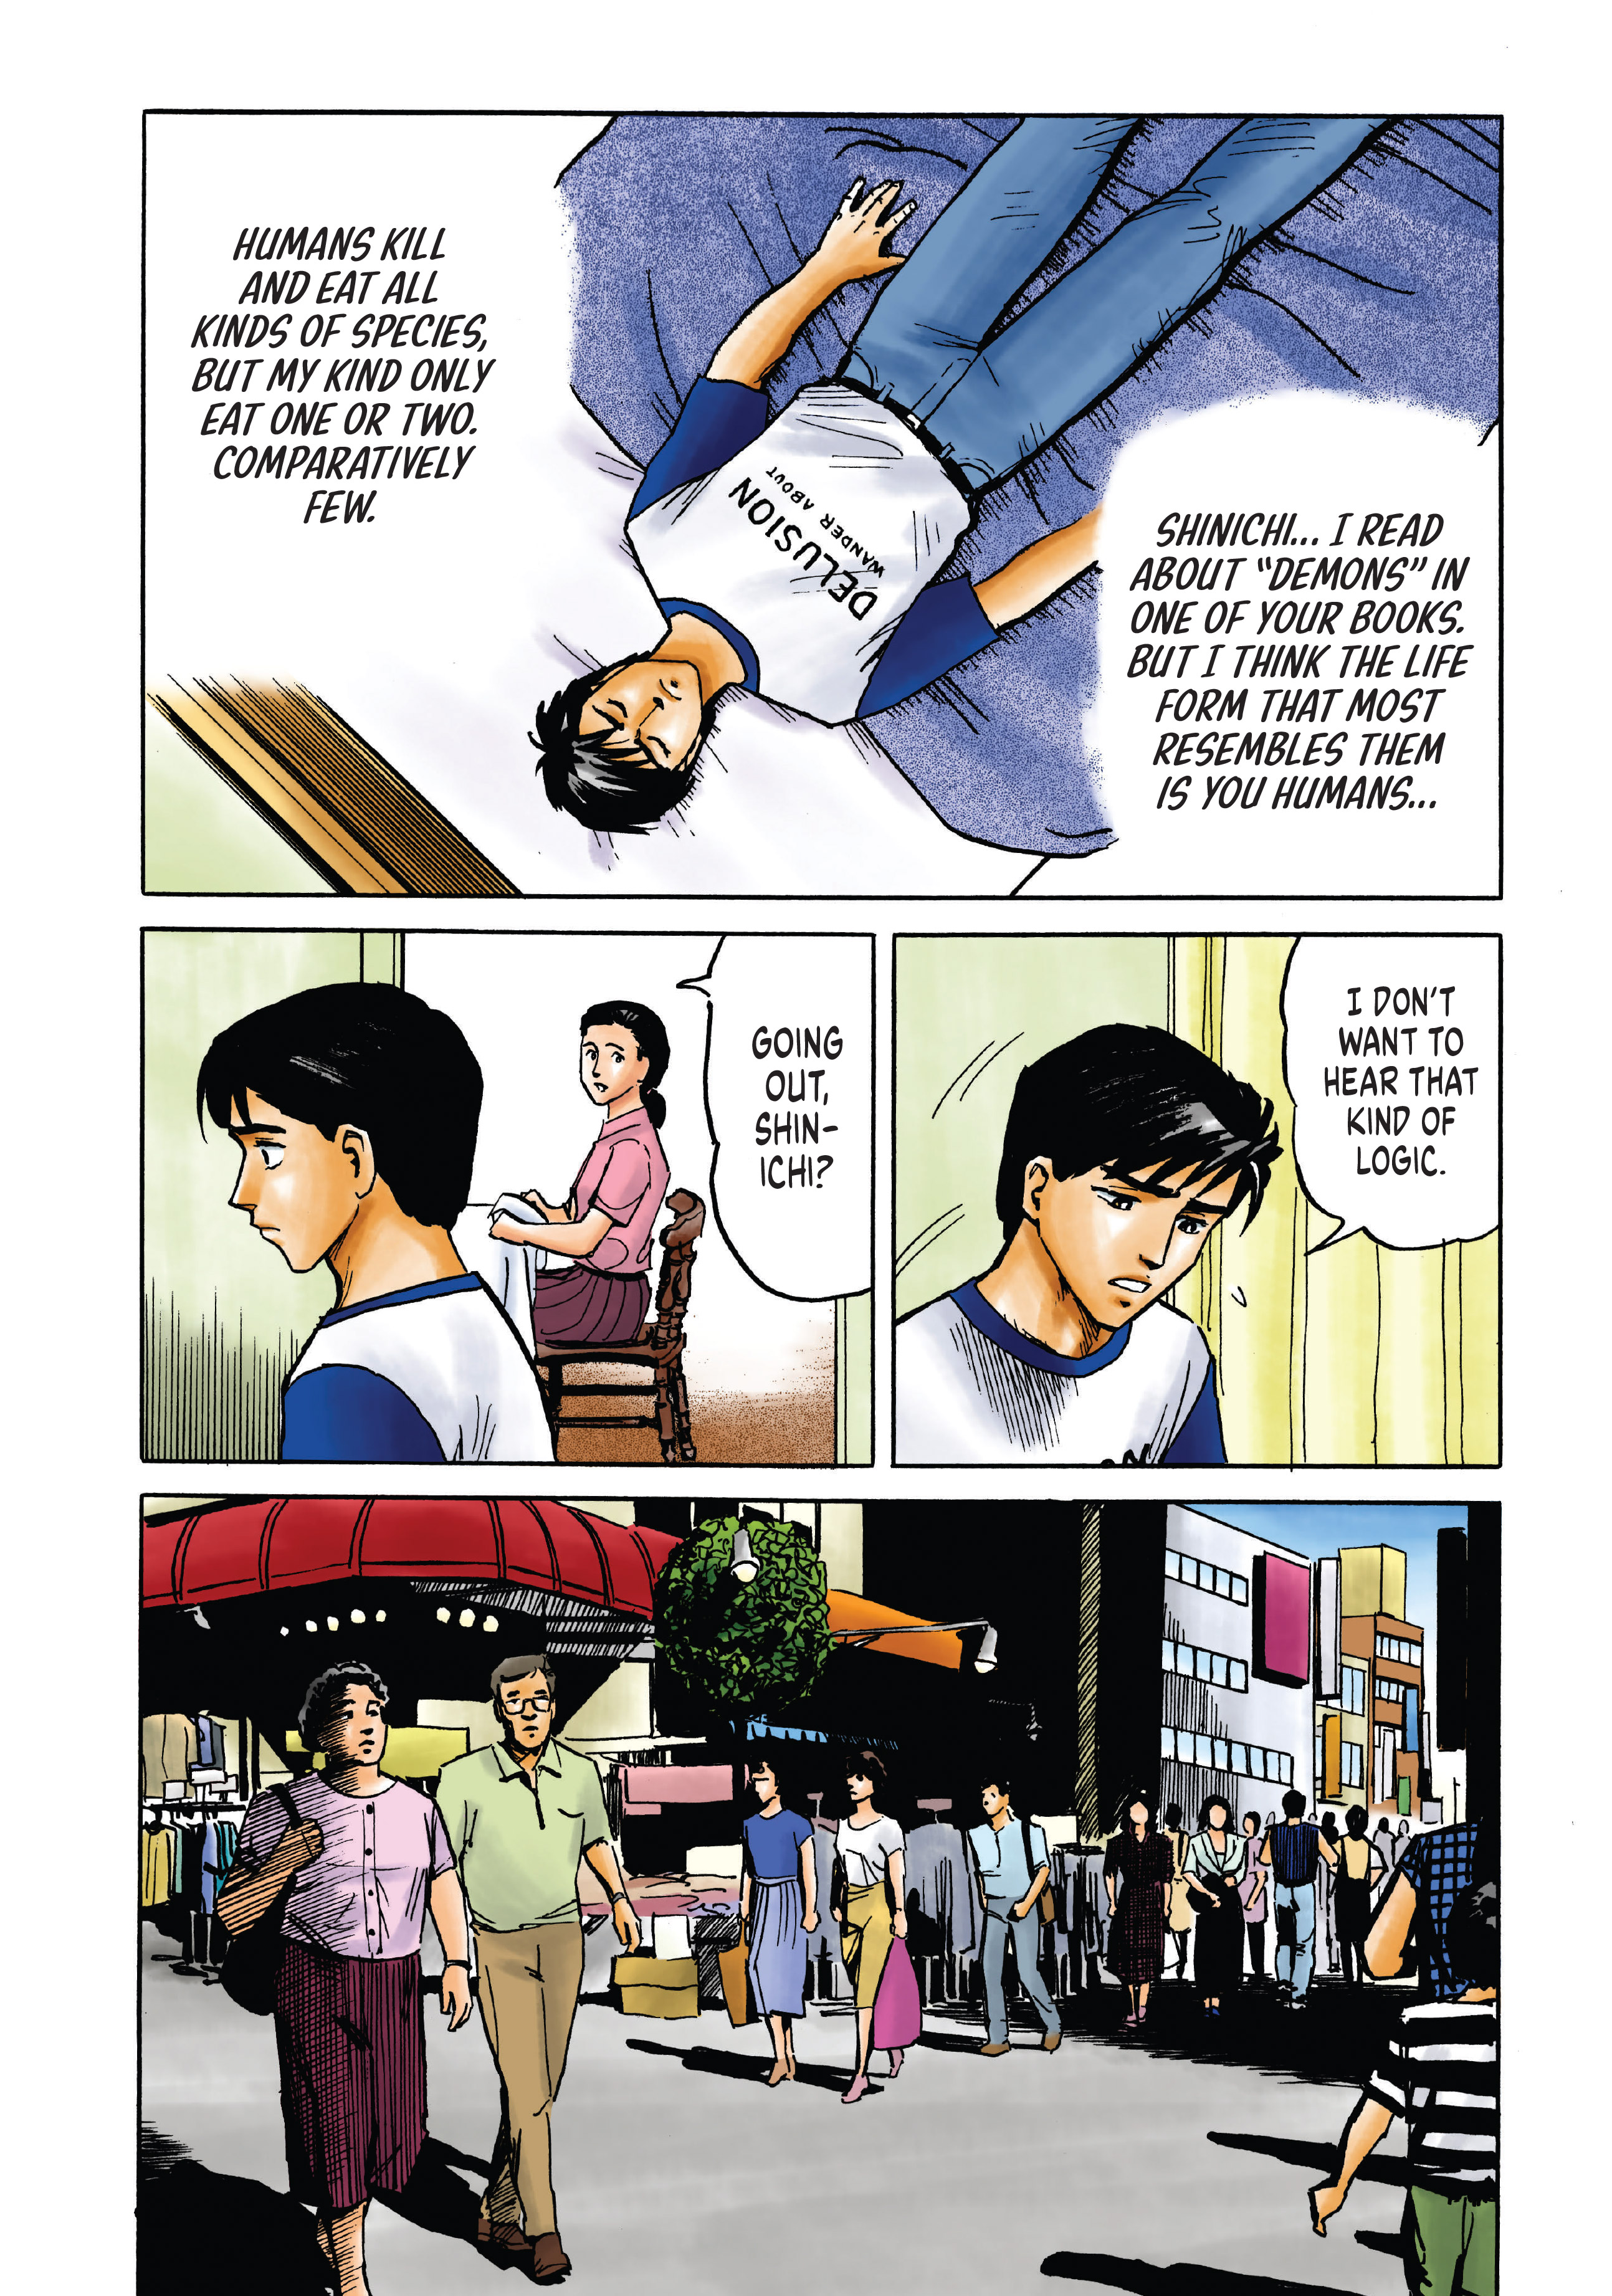 SHINICHI... I READ
ABOUT "DEMONS" IN
ONE OF YOUR BOOKS.
BUT I THINK THE LIFE
FORM THAT MOST
RESEMBLES THEM
IS YOU HUMANS...
HUMANS KILL
AND EAT ALL
KINDS OF SPECIES,
BUT MY KIND ONLY
EAT ONE OR TWO.
COMPARATIVELY
FEW.
DELUSION
WANDER ABOUT
I DON'T
WANT TO
HEAR THAT
KIND OF
LOGIC.
GOING
OUT,
SHIN-
ICHI?